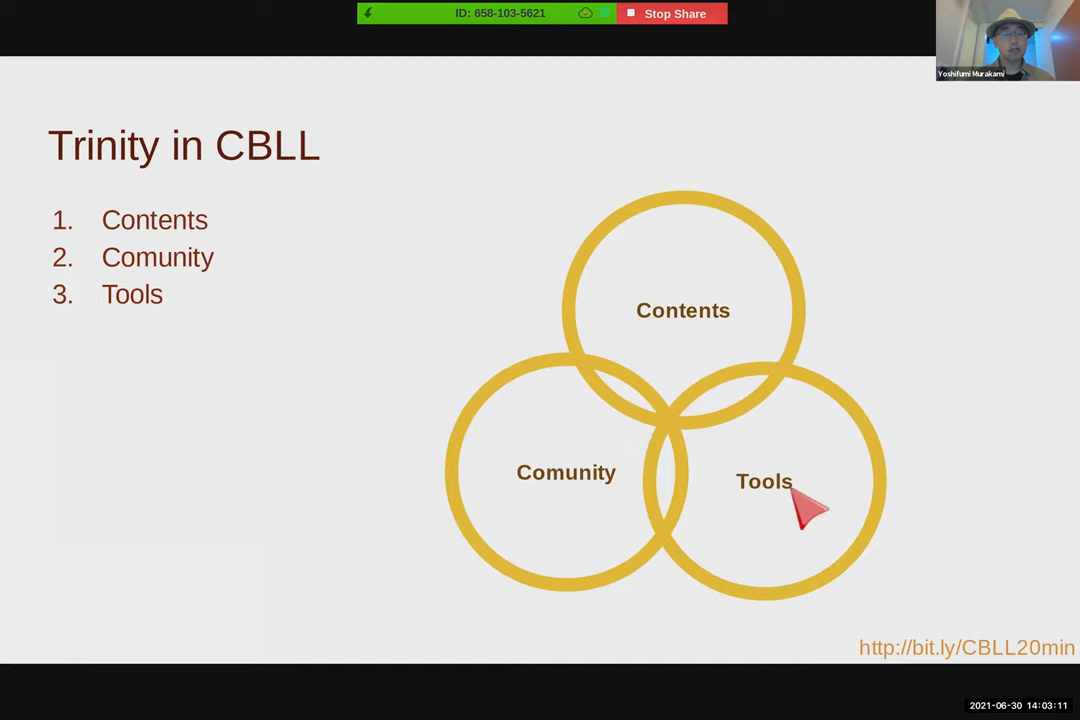 ID: 658-103-5621
Stop Share
Yoshifumi Murakami
Trinity in CBLL
1. Contents
2. Comunity
3. Tools
Contents
Comunity
Tools
http://bit.ly/CBLL20min
2021-06-30 14:03:11